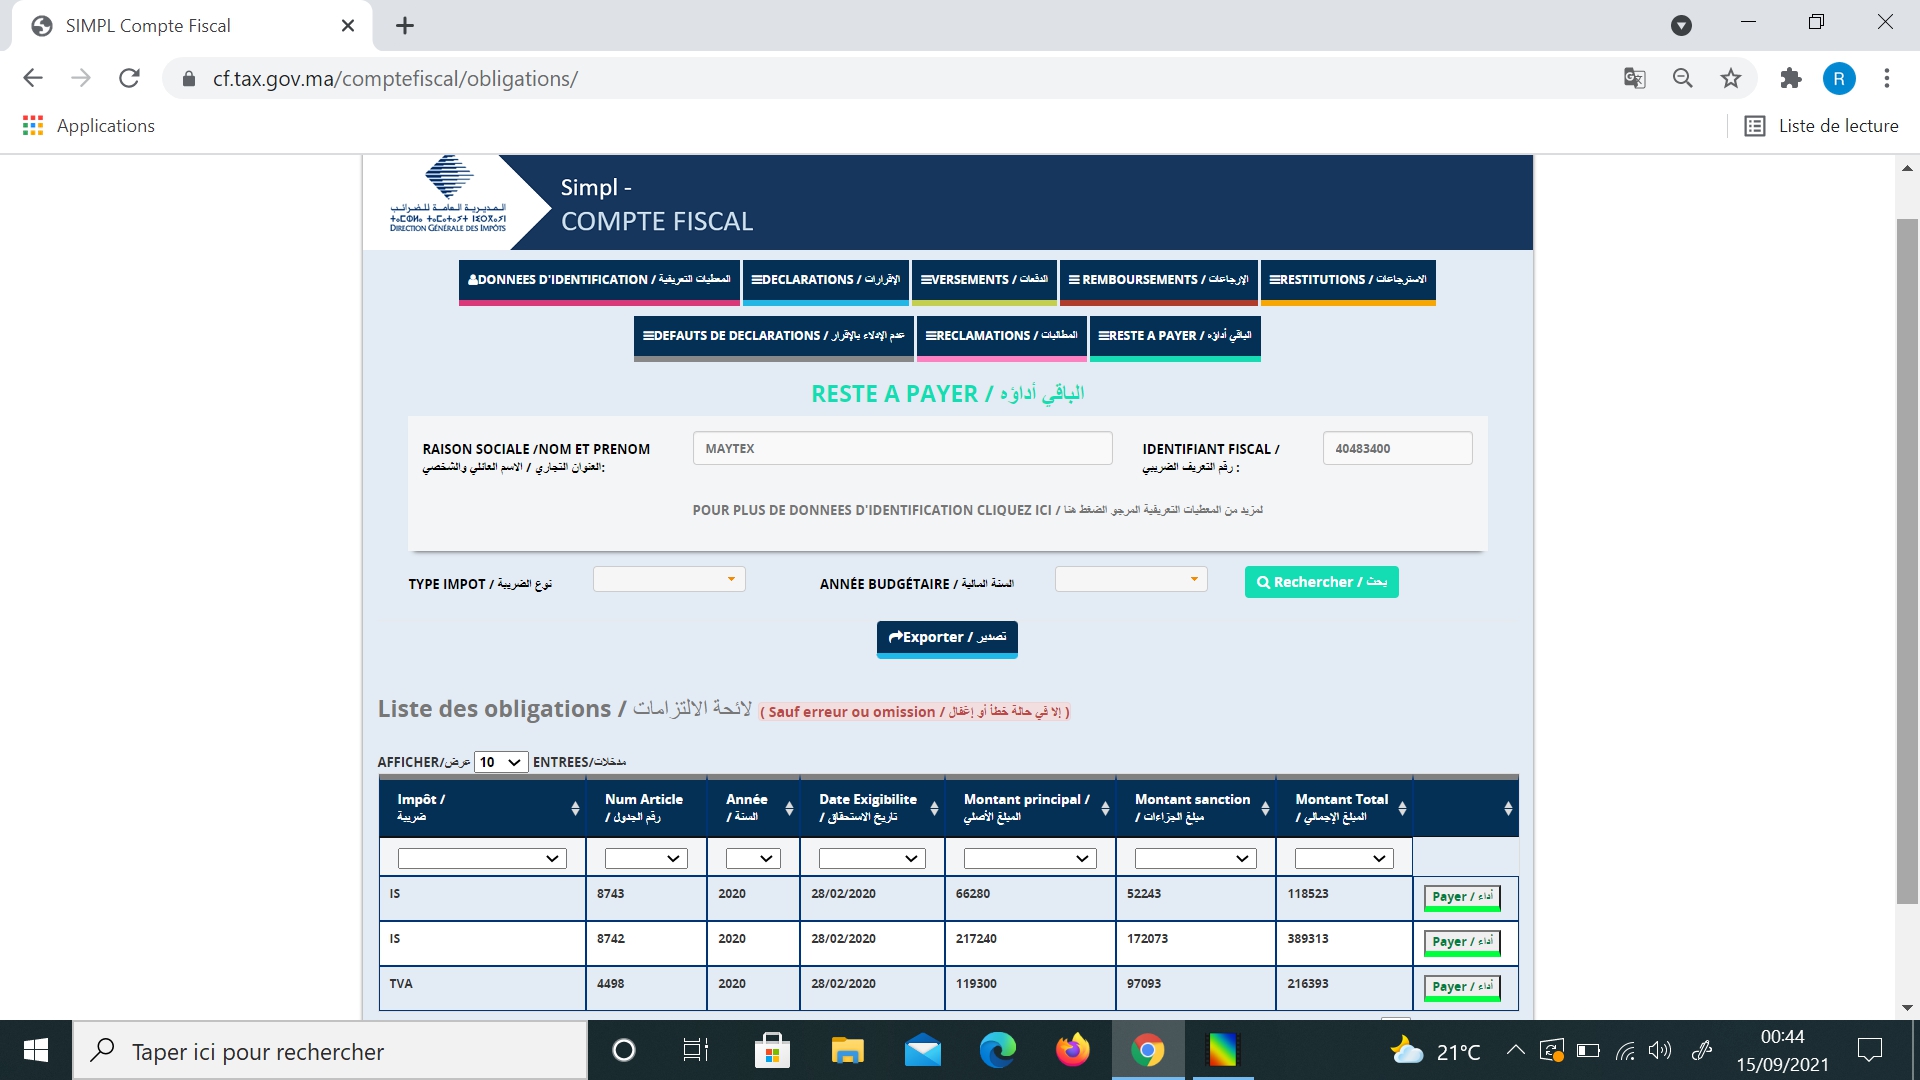 SIMPL Compte Fiscal
cf.tax.gov.ma/comptefiscal/obligations/
R
Applications
Liste de lecture
المديرية العامة للضرائب
DIRECTION GÉNÉRALE DES IMPÔTS
Simpl -
COMPTE FISCAL
DONNEES D'IDENTIFICATION / المعطيات التعريفية
DECLARATIONS / الإقرارات
VERSEMENTS / الدفعات
REMBOURSEMENTS / الإرجاعات
RESTITUTIONS / الاسترجاعات
DEFAUTS DE DECLARATIONS / عدم الإدلاء بالإقرار
RECLAMATIONS / المطالبات
RESTE A PAYER / الباقي أداؤه
RESTE A PAYER / الباقي أداؤه
RAISON SOCIALE /NOM ET PRENOM
العنوان التجاري / الاسم العائلي والشخصي:
MAYTEX
IDENTIFIANT FISCAL /
رقم التعريف الضريبي :
40483400
POUR PLUS DE DONNEES D'IDENTIFICATION CLIQUEZ ICI / لمزيد من المعطيات التعريفية المرجو الضغط هنا
TYPE IMPOT / نوع الضريبة
ANNÉE BUDGÉTAIRE / السنة المالية
Rechercher / بحث
Exporter / تصدير
Liste des obligations / لائحة الالتزامات ( Sauf erreur ou omission / إلا في حالة خطأ أو إغفال )
AFFICHER/عرض 10 ENTREES/مدخلات
Impôt / ضريبة
Num Article / رقم الجدول
Année / السنة
Date Exigibilite / تاريخ الاستحقاق
Montant principal / المبلغ الأصلي
Montant sanction / مبلغ الجزاءات
Montant Total / المبلغ الإجمالي
IS 8743 2020 28/02/2020 66280 52243 118523 Payer / أداء
IS 8742 2020 28/02/2020 217240 172073 389313 Payer / أداء
TVA 4498 2020 28/02/2020 119300 97093 216393 Payer / أداء
Taper ici pour rechercher
21°C
00:44
15/09/2021